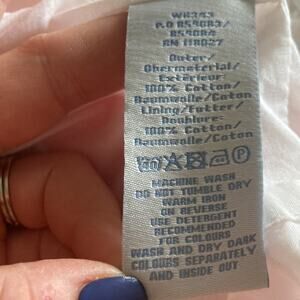 WH343
P.O 859083/
859084
RN 118027
Outer/
Obermaterial/
Extérieur:
100% Cotton/
Baumwolle/Coton
Lining/Futter/
Doublure:
100% Cotton/
Baumwolle/Coton
MACHINE WASH
DO NOT TUMBLE DRY
WARM IRON
ON REVERSE
USE DETERGENT
RECOMMENDED
FOR COLOURS
WASH AND DRY DARK
COLOURS SEPARATELY
AND INSIDE OUT